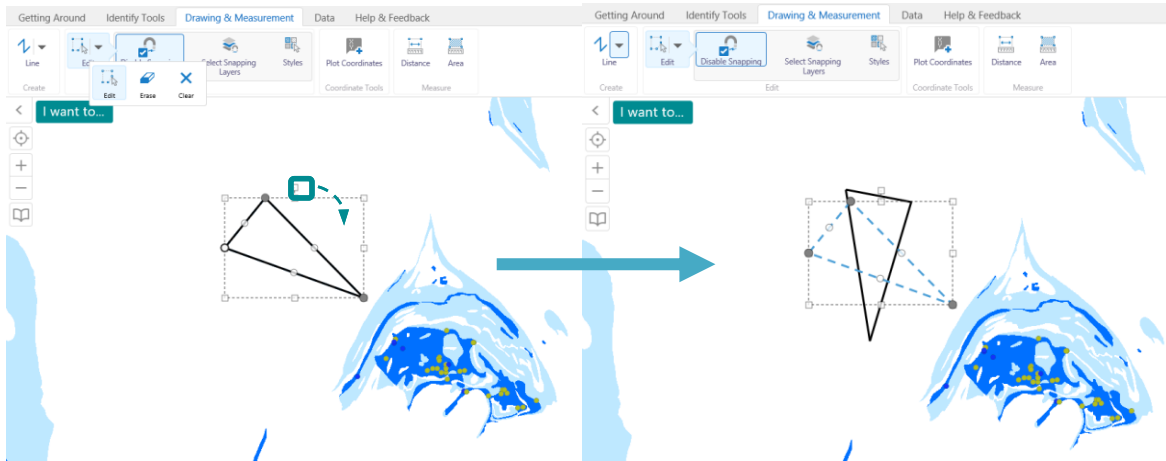 Getting Around Identify Tools Drawing & Measurement Data Help & Feedback
Line Select Snapping Layers Styles Plot Coordinates Distance Area
Edit Erase Clear
Create Coordinate Tools Measure
I want to...
Getting Around Identify Tools Drawing & Measurement Data Help & Feedback
Line Edit Disable Snapping Select Snapping Layers Styles Plot Coordinates Distance Area
Create Edit Coordinate Tools Measure
I want to...